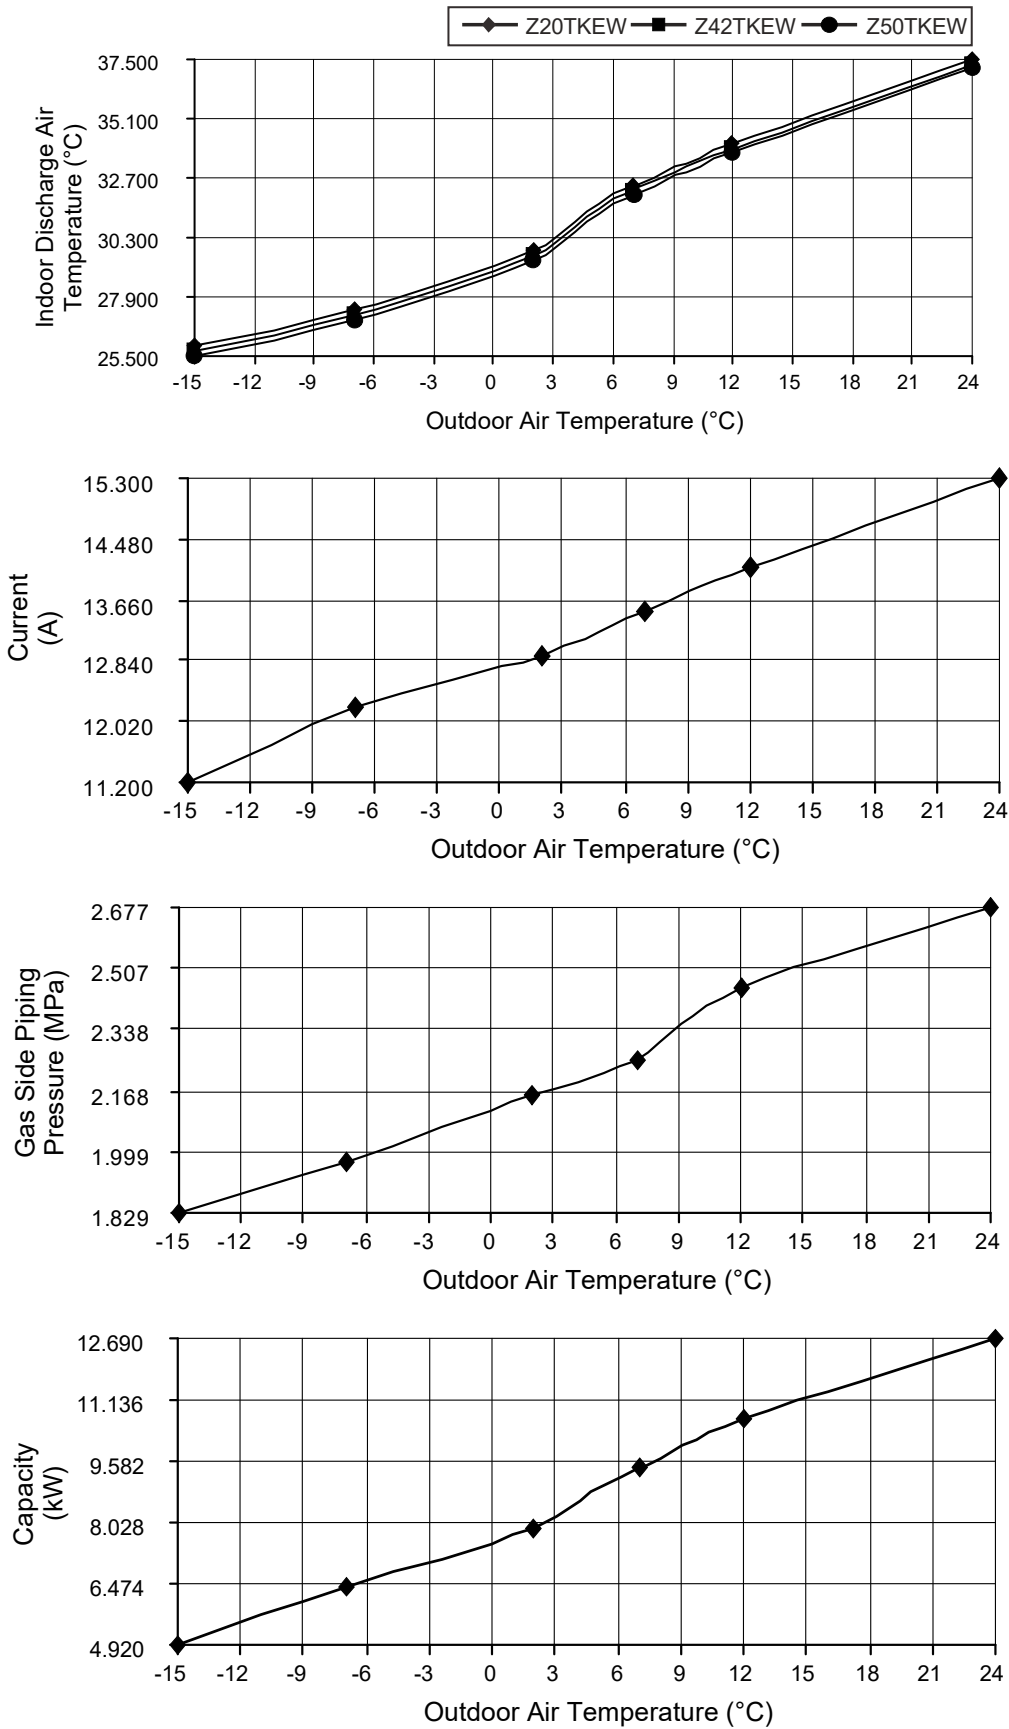 Z20TKEW Z42TKEW Z50TKEW
37.500
35.100
32.700
30.300
27.900
25.500
Indoor Discharge Air
Temperature (°C)
-15 -12 -9 -6 -3 0 3 6 9 12 15 18 21 24
Outdoor Air Temperature (°C)
15.300
14.480
13.660
12.840
12.020
11.200
Current
(A)
-15 -12 -9 -6 -3 0 3 6 9 12 15 18 21 24
Outdoor Air Temperature (°C)
2.677
2.507
2.338
2.168
1.999
1.829
Gas Side Piping
Pressure (MPa)
-15 -12 -9 -6 -3 0 3 6 9 12 15 18 21 24
Outdoor Air Temperature (°C)
12.690
11.136
9.582
8.028
6.474
4.920
Capacity
(kW)
-15 -12 -9 -6 -3 0 3 6 9 12 15 18 21 24
Outdoor Air Temperature (°C)